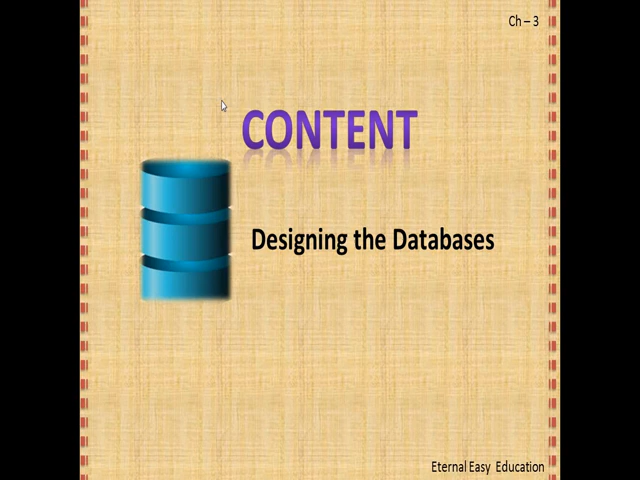 Ch – 3
CONTENT
Designing the Databases
Eternal Easy Education